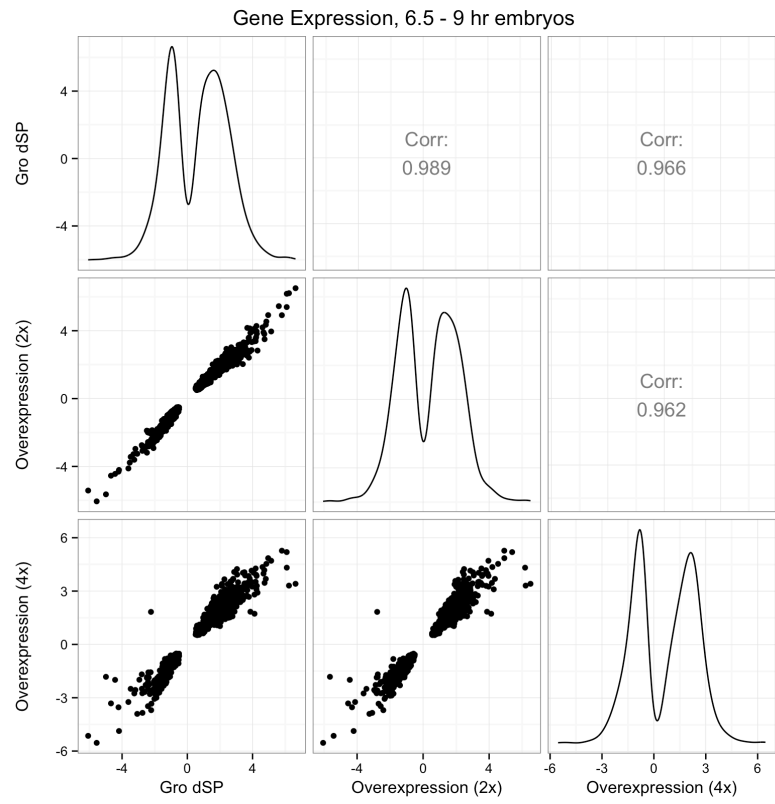 Gene Expression, 6.5 - 9 hr embryos
Gro dSP
4
0
-4
Corr:
0.989
Corr:
0.966
Overexpression (2x)
4
0
-4
Corr:
0.962
Overexpression (4x)
6
3
0
-3
-6
-4 0 4
-4 0 4
-6 -3 0 3 6
Gro dSP
Overexpression (2x)
Overexpression (4x)